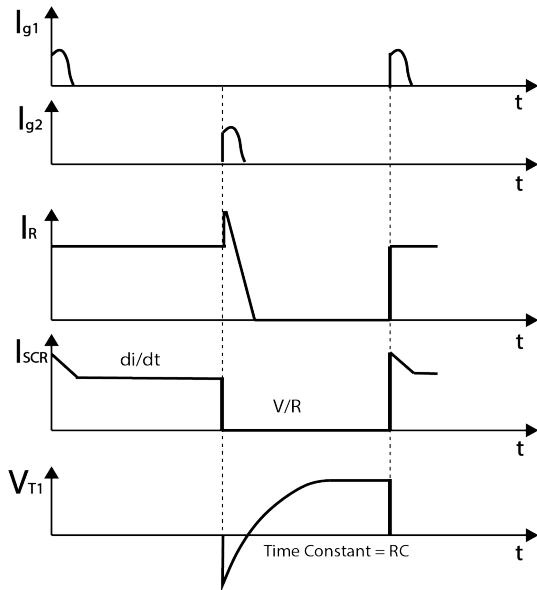 Ig1
t
Ig2
t
IR
t
ISCR
di/dt
V/R
t
VT1
Time Constant = RC
t